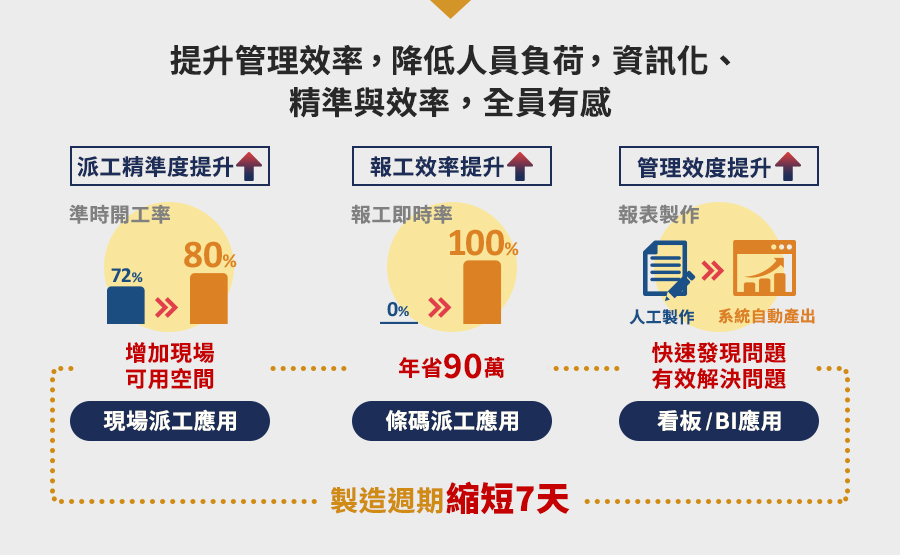 提升管理效率，降低人員負荷，資訊化、
精準與效率，全員有感
派工精準度提升
準時開工率
72%
80%
增加現場
可用空間
現場派工應用
報工效率提升
報工即時率
0%
100%
年省90萬
條碼派工應用
管理效度提升
報表製作
人工製作
系統自動產出
快速發現問題
有效解決問題
看板/BI應用
製造週期縮短7天